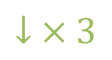 ↓ × 3